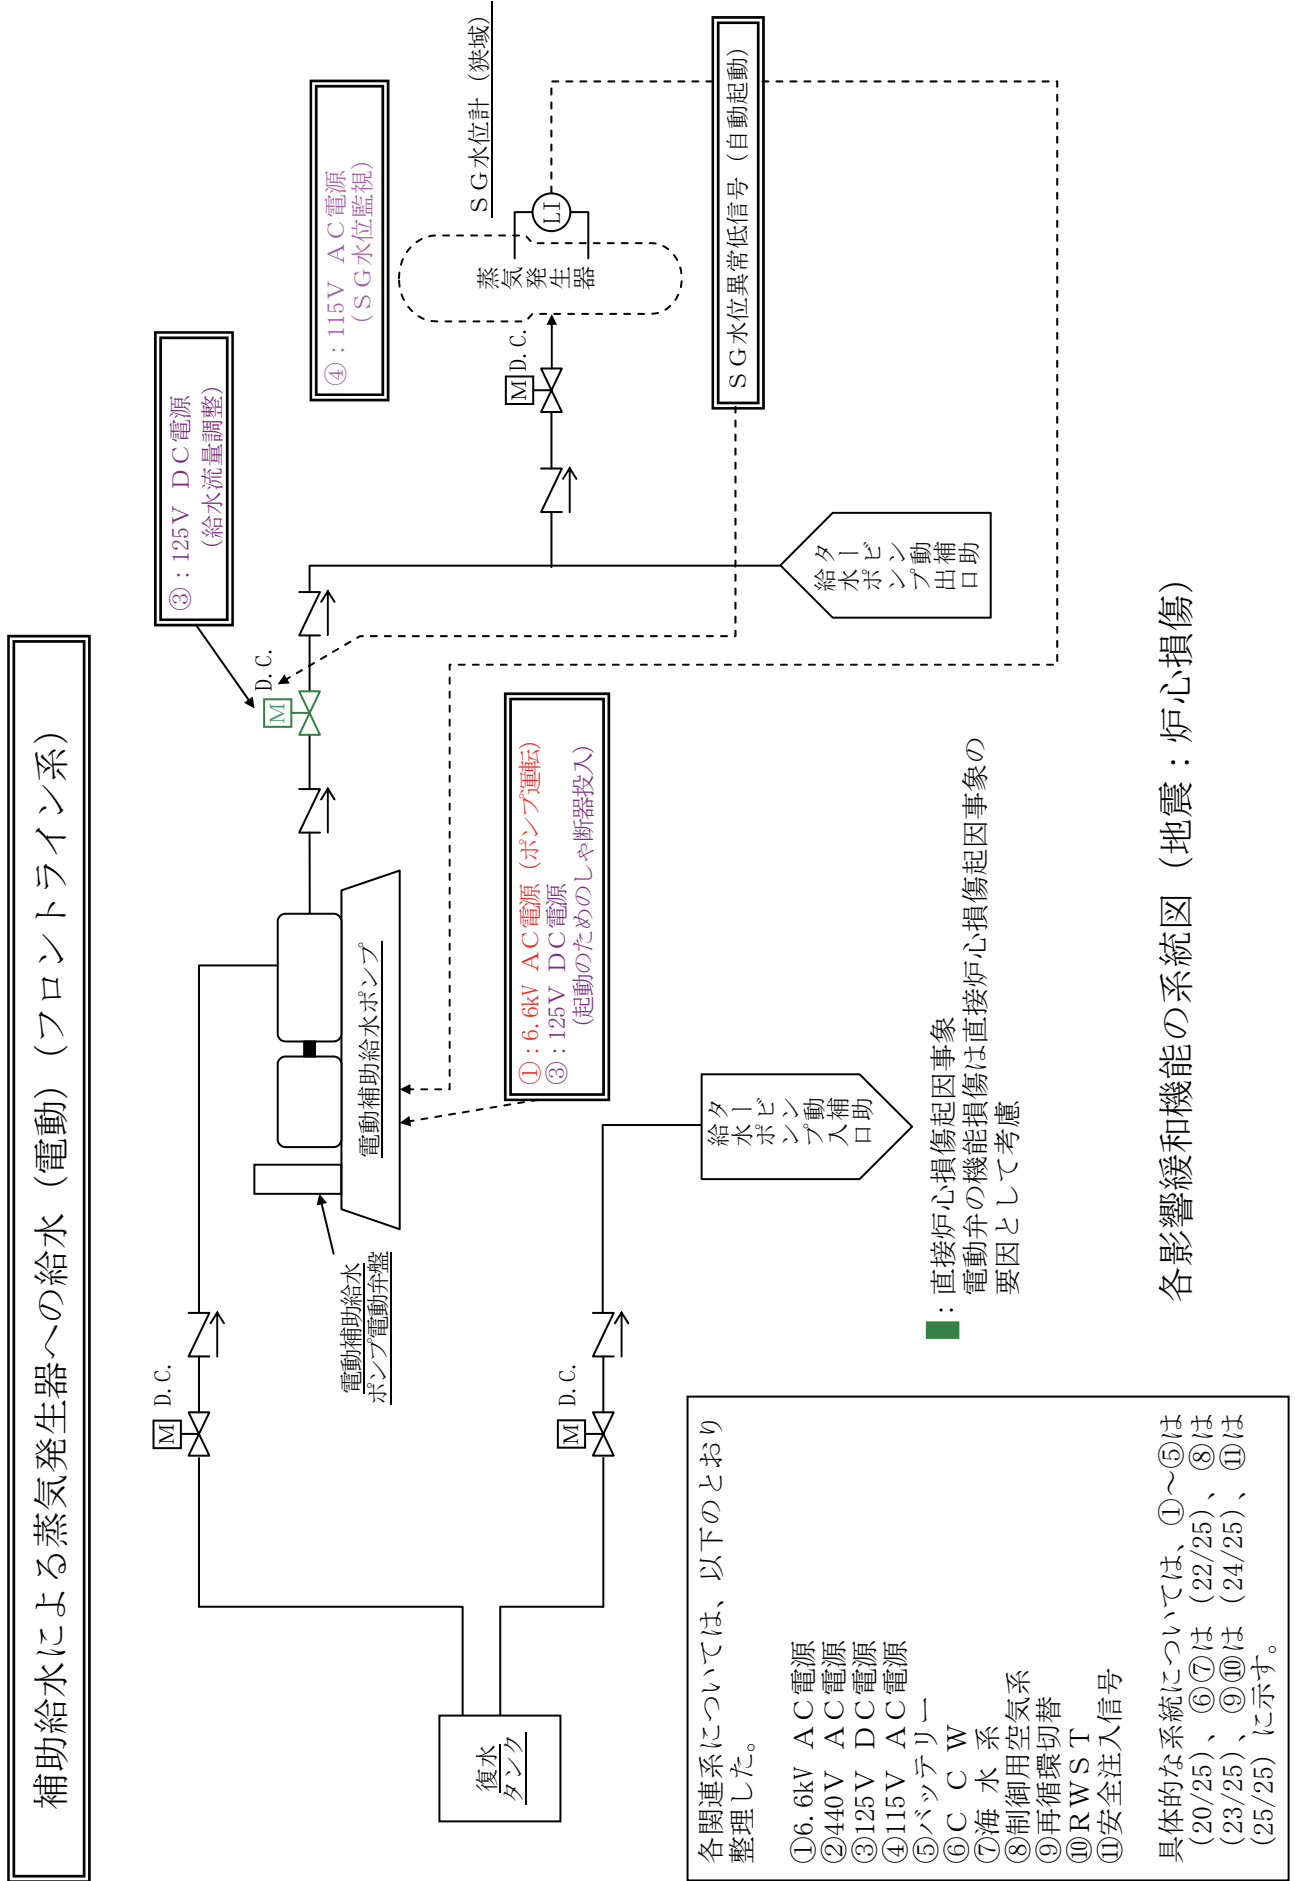 補助給水による蒸気発生器への給水（電動）（フロントライン系）
③：125V DC電源
（給水流量調整）
④：115V AC電源
（SG水位監視）
SG水位計（狭域）
LI
蒸気発生器
M
D.C.
M
D.C.
SG水位異常低信号（自動起動）
タービン動補助
給水ポンプ出口
電動補助給水ポンプ
①：6.6kV AC電源（ポンプ運転）
③：125V DC電源
（起動のためのしゃ断器投入）
電動補助給水
ポンプ電動弁盤
M
D.C.
M
D.C.
タービン動補助
給水ポンプ入口
復水
タンク
■：直接炉心損傷起因事象
電動弁の機能損傷は直接炉心損傷起因事象の
要因として考慮
各関連系については、以下のとおり
整理した。
①6.6kV AC電源
②440V AC電源
③125V DC電源
④115V AC電源
⑤バッテリー
⑥CCW
⑦海水系
⑧制御用空気系
⑨再循環切替
⑩RWST
⑪安全注入信号
具体的な系統については、①～⑤は
（20/25）、⑥⑦は（22/25）、⑧は
（23/25）、⑨⑩は（24/25）、⑪は
（25/25）に示す。
各影響緩和機能の系統図（地震：炉心損傷）